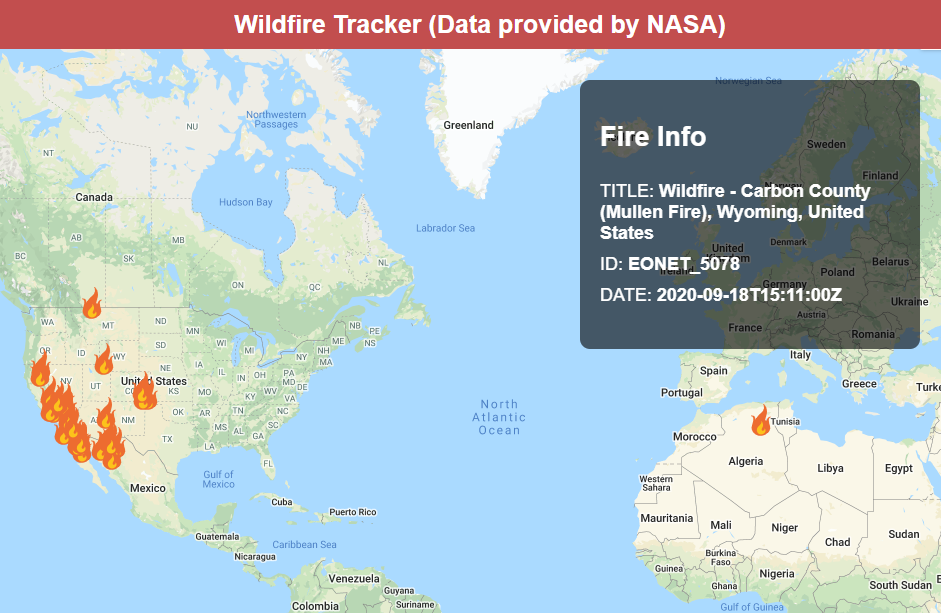 Wildfire Tracker (Data provided by NASA)
Norwegian Sea
Greenland
Northwestern
Passages
NU
NT
Sweden
Finland
Fire Info
Norway
TITLE: Wildfire - Carbon County
(Mullen Fire), Wyoming, United
States
Canada
Hudson Bay
Labrador Sea
AB
MB
BC
SK
NL
ON
QC
United
Kingdom
Denmark
Ireland
ID: EONET_5078
Poland
Belarus
Germany
DATE: 2020-09-18T15:11:00Z
Ukraine
Austria
France
Romania
WA
MT
ND
MN
NB
PE
NS
ME
OR
ID
WY
SD
WI
MI
NY
NH
MA
Italy
Spain
Portugal
Greece
Turke
NV
UT
United States
NE
IA
IL
IN
OH
PA
MD
DE
NJ
KS
MO
KY
WV
VA
NM
OK
AR
TN
NC
SC
MS
AL
GA
TX
LA
FL
North
Atlantic
Ocean
Tunisia
Morocco
Algeria
Libya
Egypt
Western
Sahara
Gulf of
Mexico
Mexico
Cuba
Puerto Rico
Mauritania
Mali
Niger
Chad
Sudan
Guatemala
Caribbean Sea
Nicaragua
Burkina
Faso
Guinea
Ghana
Nigeria
South Sudan
E
Venezuela
Guyana
Suriname
Colombia
Gulf of Guinea